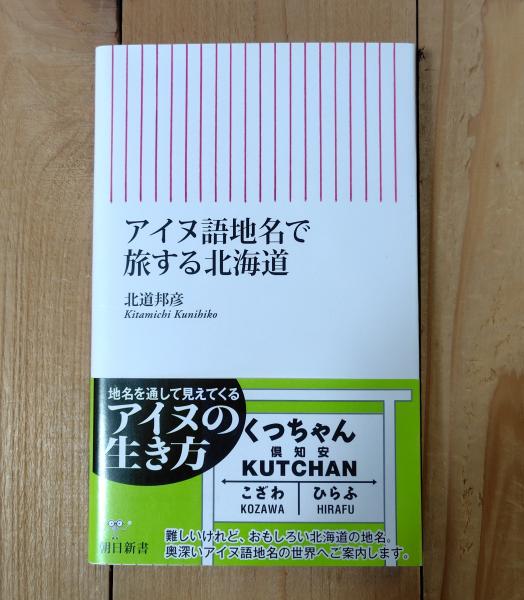 アイヌ語地名で
旅する北海道
北道邦彦
Kitamichi Kunihiko
地名を通して見えてくる
アイヌの
生き方
くっちゃん
倶知安
KUTCHAN
こざわ
KOZAWA
ひらふ
HIRAFU
難しいけれど、おもしろい北海道の地名。
奥深いアイヌ語地名の世界へご案内します。
朝日新書